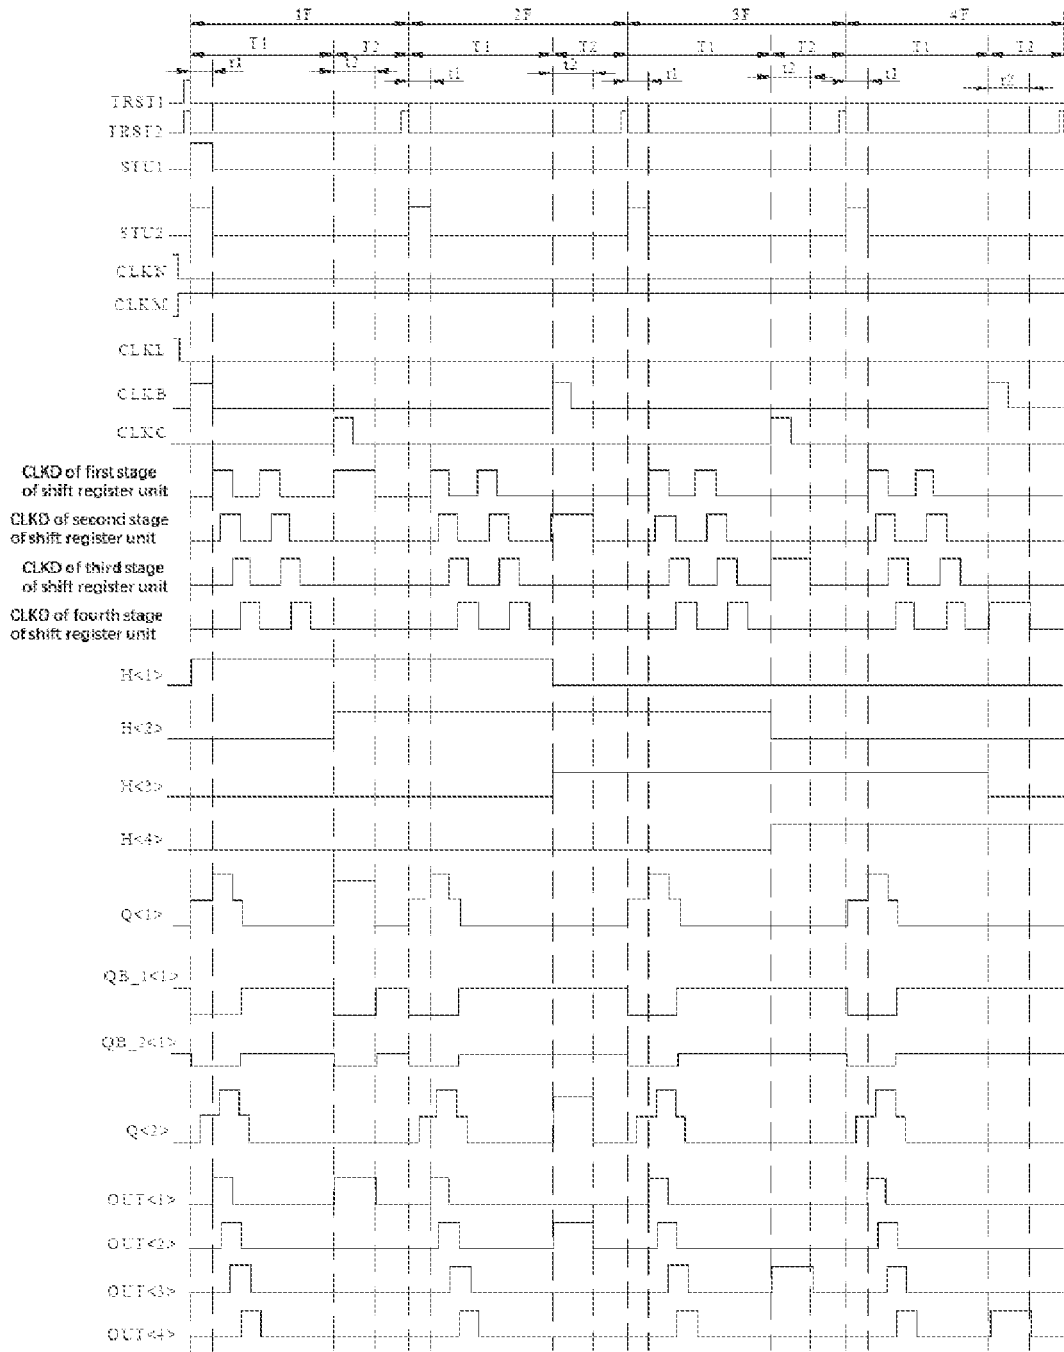 1F 2F 3F 4F
T1 T2 T1 T2 T1 T2 T1 T2
t1 t2 t1 t2 t1 t2 t1 t2
TRST1
TRST2
STU1
STU2
CLKN
CLKM
CLKL
CLKB
CLKC
CLKD of first stage
of shift register unit
CLKD of second stage
of shift register unit
CLKD of third stage
of shift register unit
CLKD of fourth stage
of shift register unit
H<1>
H<2>
H<3>
H<4>
Q<1>
QB_1<1>
QB_2<1>
Q<2>
OUT<1>
OUT<2>
OUT<3>
OUT<4>